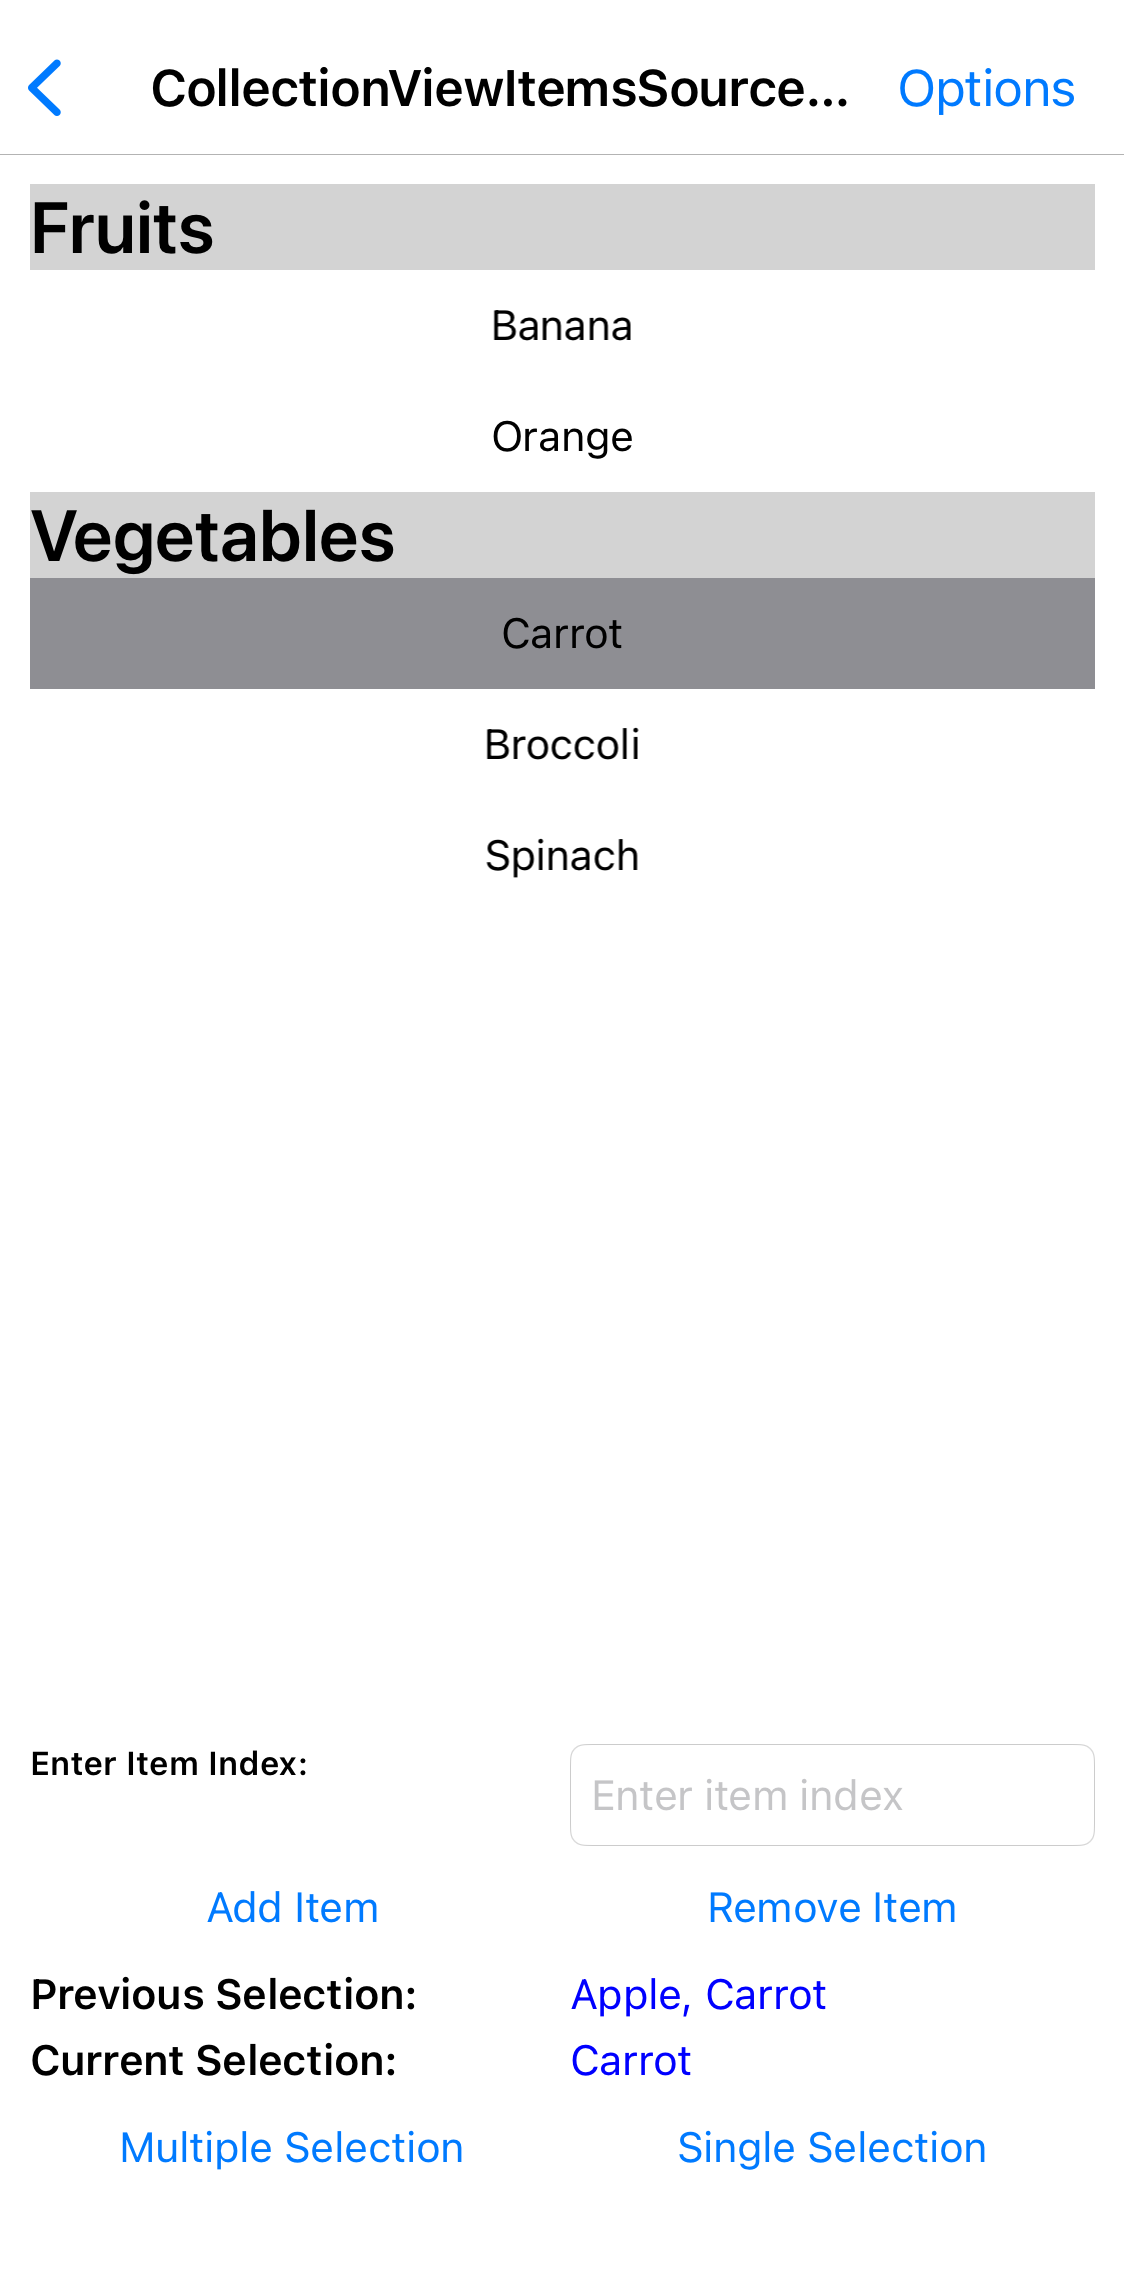 CollectionViewItemsSource...
Options
Fruits
Banana
Orange
Vegetables
Carrot
Broccoli
Spinach
Enter Item Index:
Enter item index
Add Item
Remove Item
Previous Selection:
Apple, Carrot
Current Selection:
Carrot
Multiple Selection
Single Selection